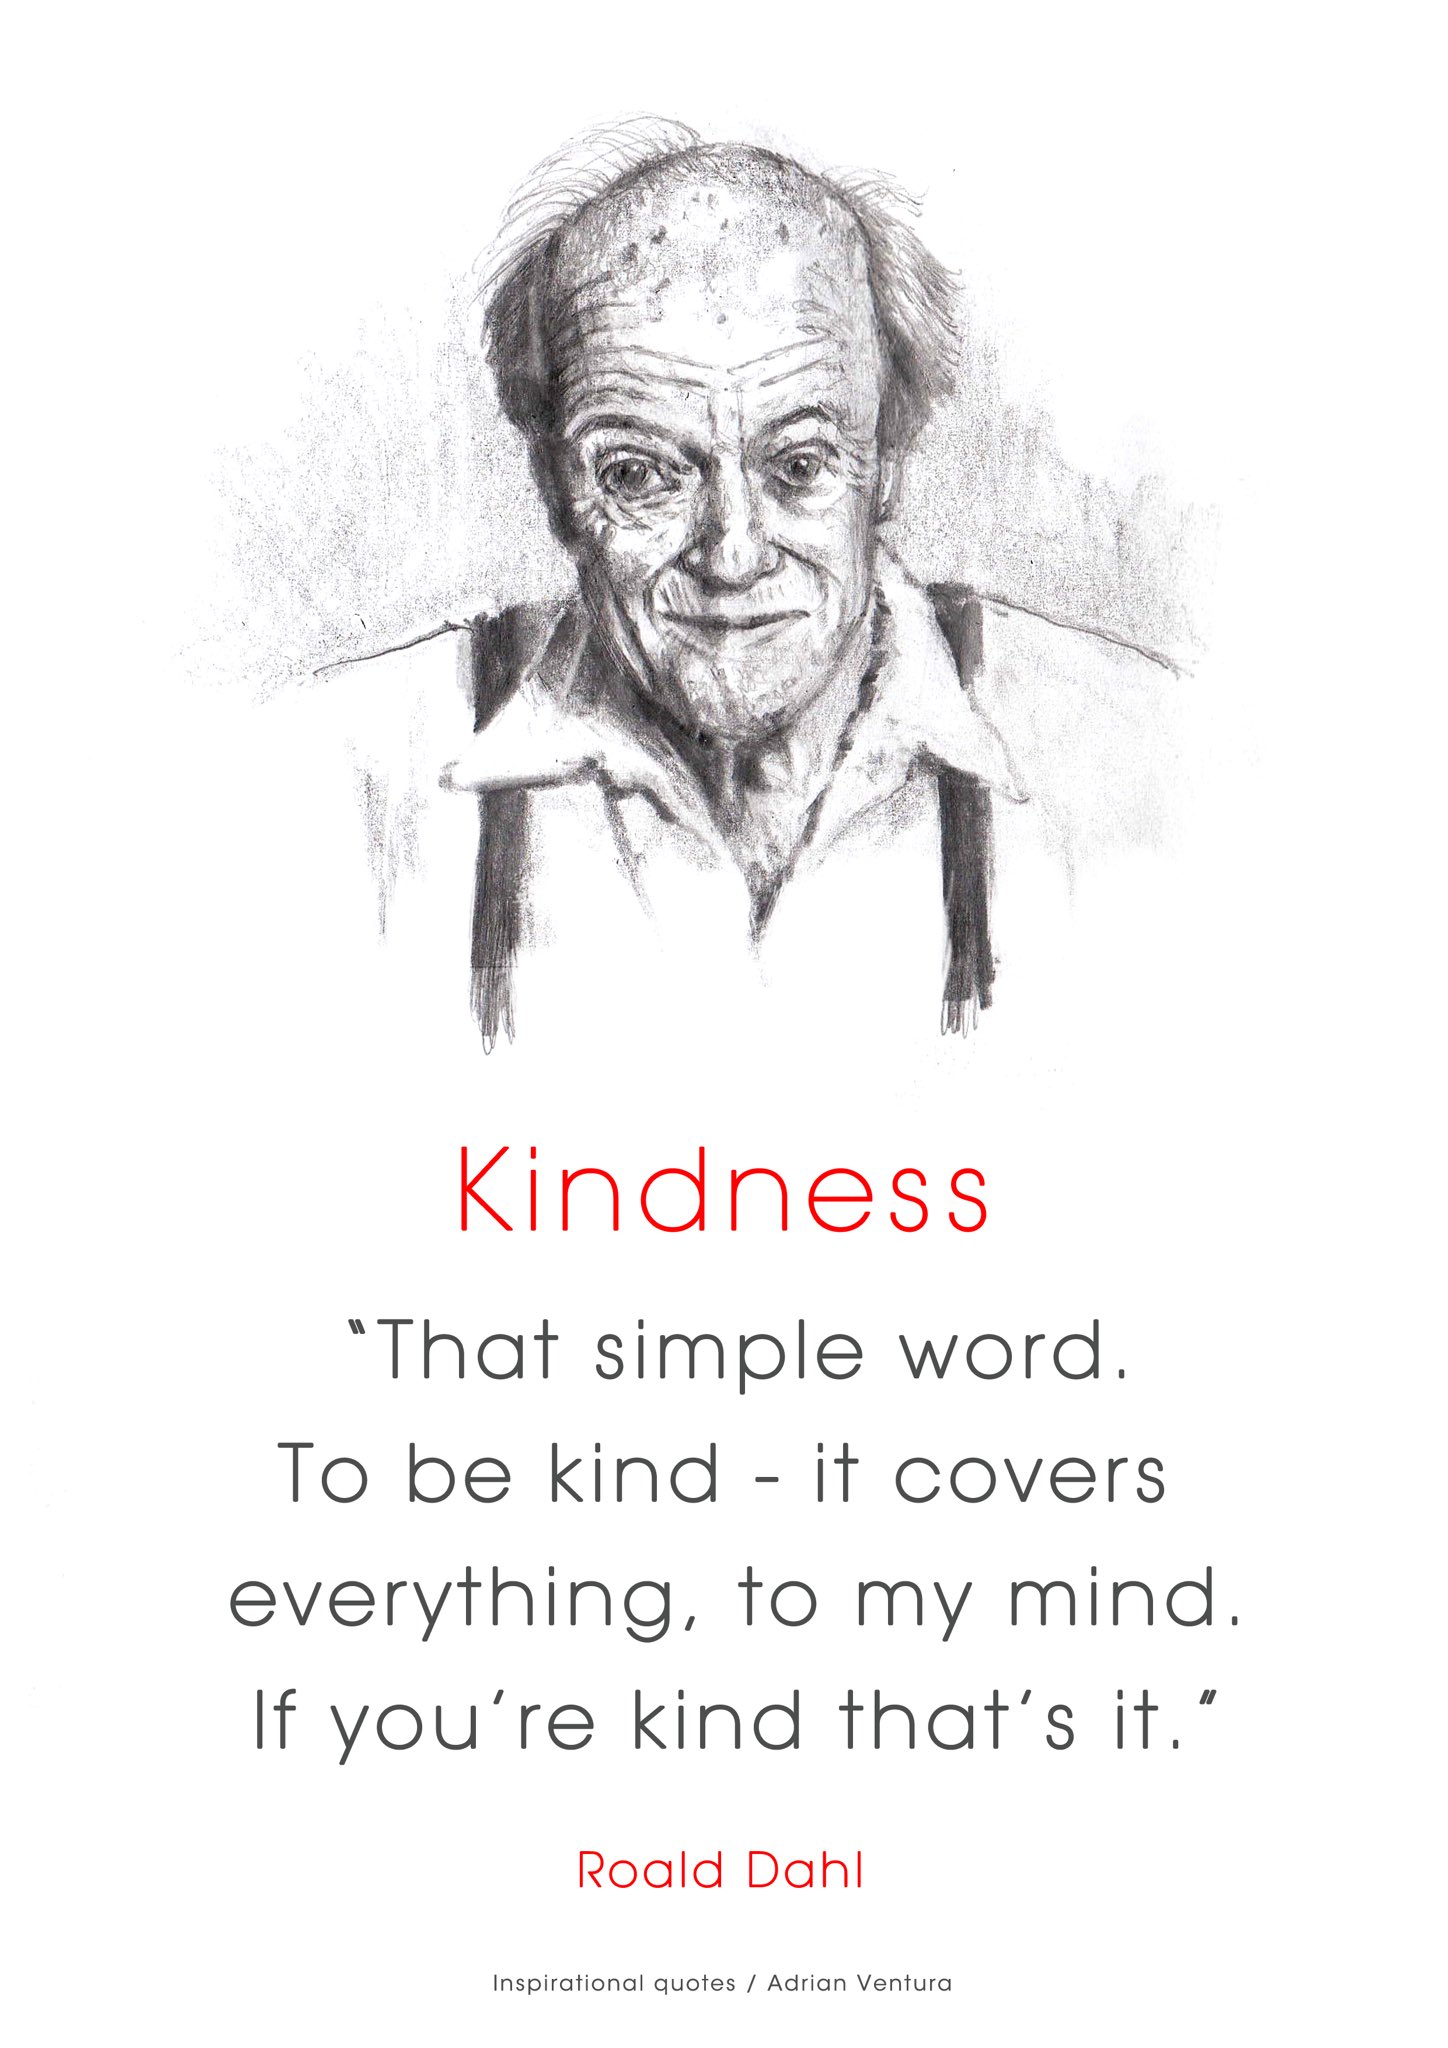 Kindness
“That simple word.
To be kind - it covers
everything, to my mind.
If you’re kind that’s it.”
Roald Dahl
Inspirational quotes / Adrian Ventura